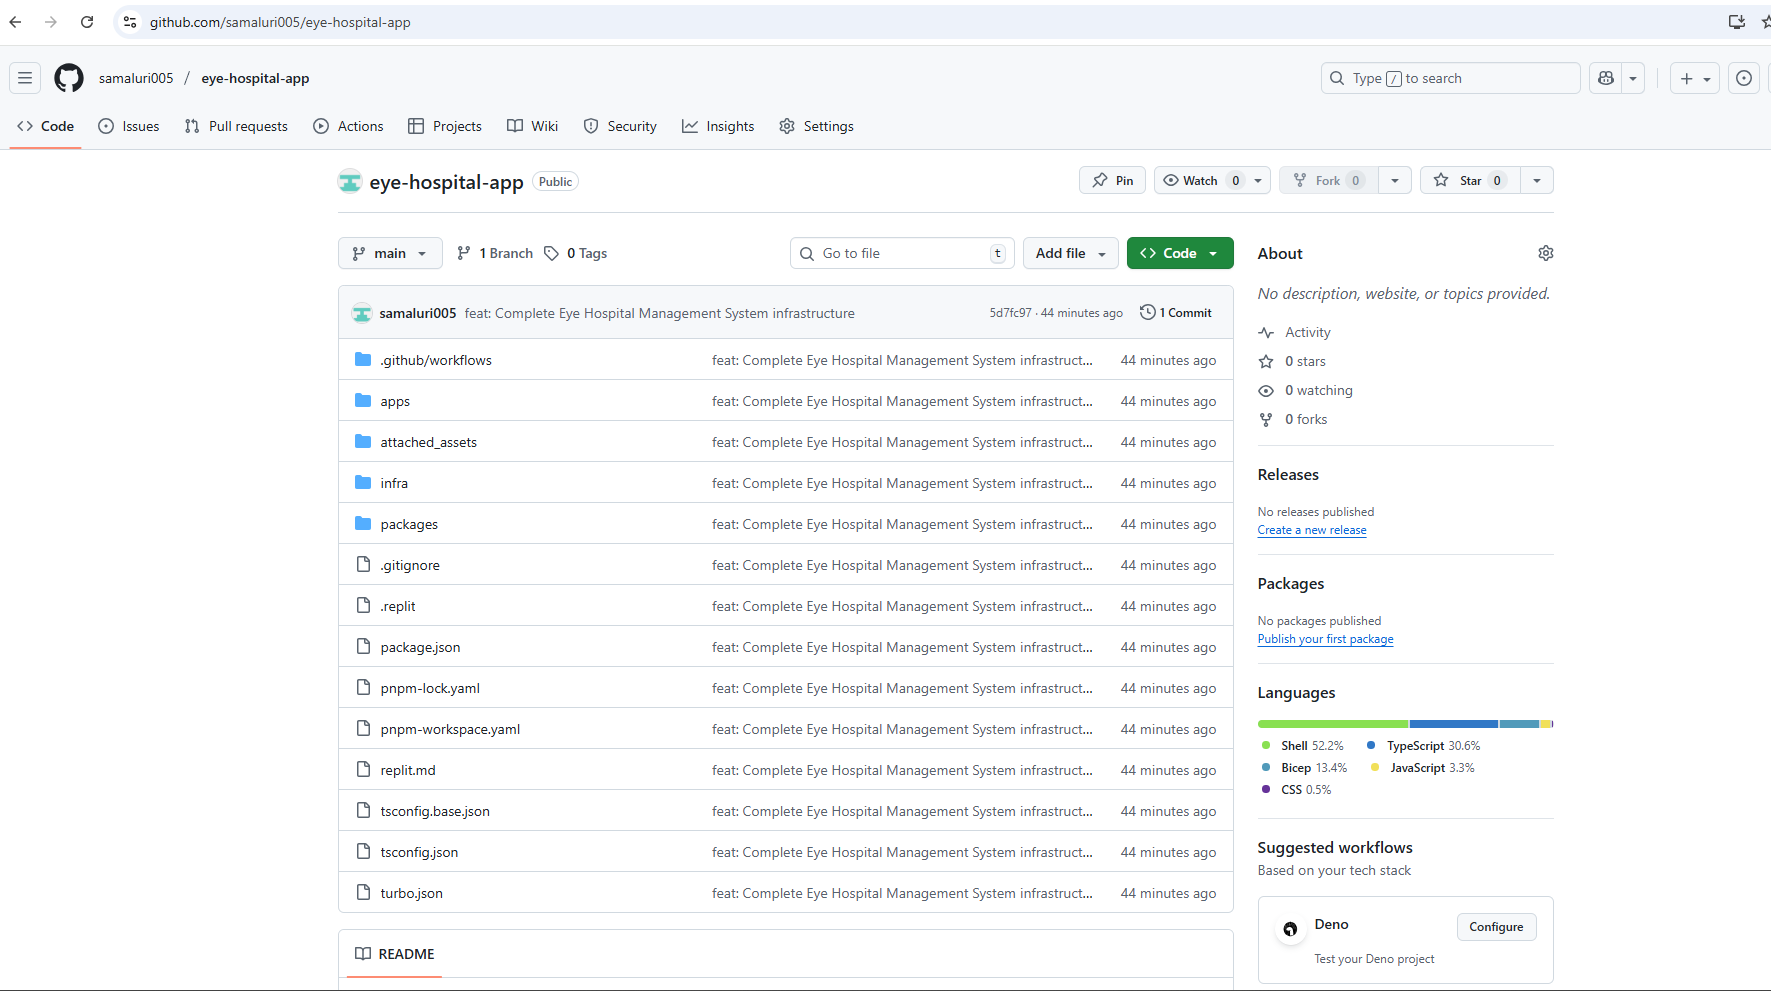 github.com/samaluri005/eye-hospital-app
samaluri005 / eye-hospital-app
Type / to search
Code Issues Pull requests Actions Projects Wiki Security Insights Settings
eye-hospital-app Public
Pin Watch 0 Fork 0 Star 0
main 1 Branch 0 Tags Go to file t Add file Code
samaluri005 feat: Complete Eye Hospital Management System infrastructure 5d7fc97 · 44 minutes ago 1 Commit
.github/workflows feat: Complete Eye Hospital Management System infrastruct... 44 minutes ago
apps feat: Complete Eye Hospital Management System infrastruct... 44 minutes ago
attached_assets feat: Complete Eye Hospital Management System infrastruct... 44 minutes ago
infra feat: Complete Eye Hospital Management System infrastruct... 44 minutes ago
packages feat: Complete Eye Hospital Management System infrastruct... 44 minutes ago
.gitignore feat: Complete Eye Hospital Management System infrastruct... 44 minutes ago
.replit feat: Complete Eye Hospital Management System infrastruct... 44 minutes ago
package.json feat: Complete Eye Hospital Management System infrastruct... 44 minutes ago
pnpm-lock.yaml feat: Complete Eye Hospital Management System infrastruct... 44 minutes ago
pnpm-workspace.yaml feat: Complete Eye Hospital Management System infrastruct... 44 minutes ago
replit.md feat: Complete Eye Hospital Management System infrastruct... 44 minutes ago
tsconfig.base.json feat: Complete Eye Hospital Management System infrastruct... 44 minutes ago
tsconfig.json feat: Complete Eye Hospital Management System infrastruct... 44 minutes ago
turbo.json feat: Complete Eye Hospital Management System infrastruct... 44 minutes ago
README
About
No description, website, or topics provided.
Activity
0 stars
0 watching
0 forks
Releases
No releases published
Create a new release
Packages
No packages published
Publish your first package
Languages
Shell 52.2% TypeScript 30.6%
Bicep 13.4% JavaScript 3.3%
CSS 0.5%
Suggested workflows
Based on your tech stack
Deno Configure
Test your Deno project